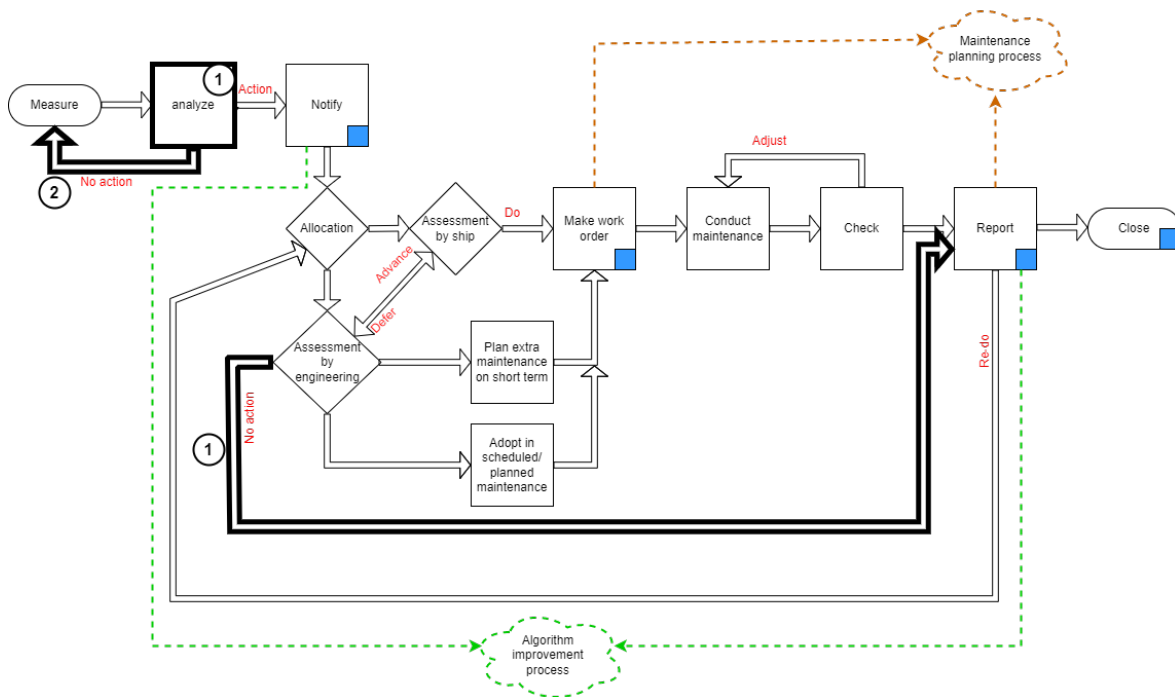 Maintenance
planning process
1
Measure
analyze
Action
Notify
No action
2
Adjust
Allocation
Assessment
by ship
Do
Make work
order
Conduct
maintenance
Check
Report
Close
Advance
Defer
Assessment
by
engineering
Plan extra
maintenance
on short term
Re-do
No action
1
Adopt in
scheduled/
planned
maintenance
Algorithm
improvement
process